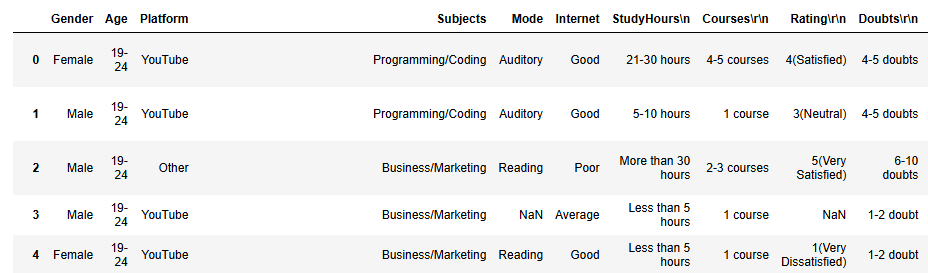 Gender Age Platform Subjects Mode Internet StudyHours\n Courses\r\n Rating\r\n Doubts\r\n
0 Female 19-24 YouTube Programming/Coding Auditory Good 21-30 hours 4-5 courses 4(Satisfied) 4-5 doubts
1 Male 19-24 YouTube Programming/Coding Auditory Good 5-10 hours 1 course 3(Neutral) 4-5 doubts
2 Male 19-24 Other Business/Marketing Reading Poor More than 30 hours 2-3 courses 5(Very Satisfied) 6-10 doubts
3 Male 19-24 YouTube Business/Marketing NaN Average Less than 5 hours 1 course NaN 1-2 doubt
4 Female 19-24 YouTube Business/Marketing Reading Good Less than 5 hours 1 course 1(Very Dissatisfied) 1-2 doubt